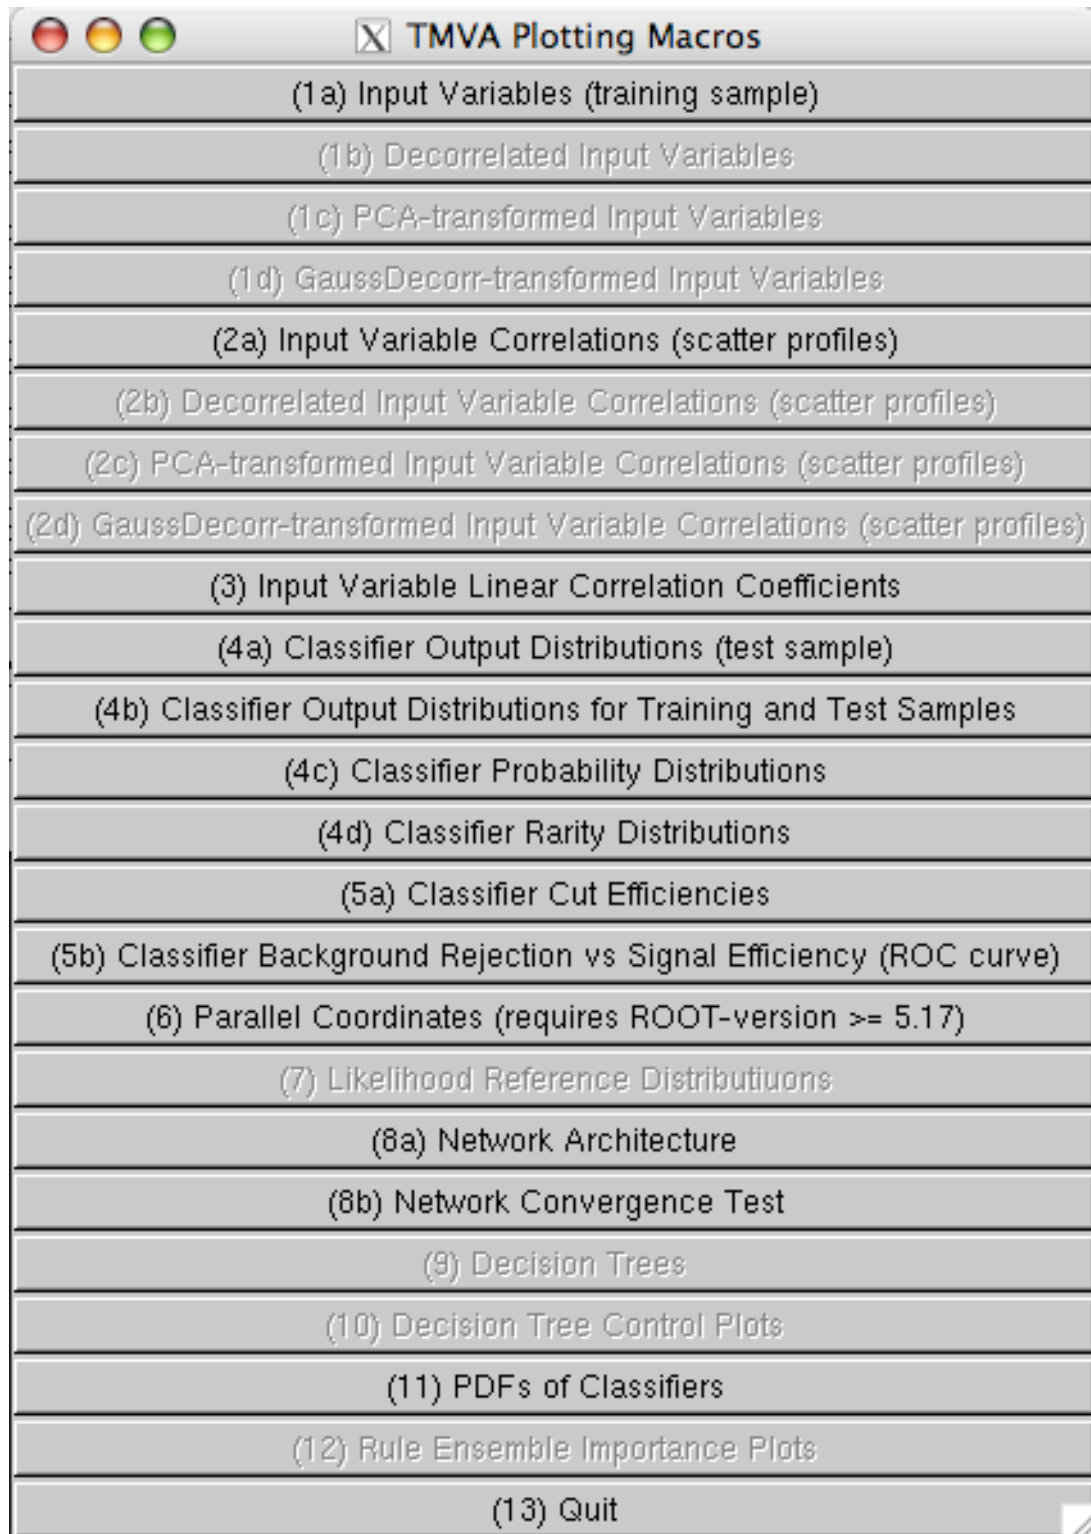 X TMVA Plotting Macros
(1a) Input Variables (training sample)
(1b) Decorrelated Input Variables
(1c) PCA-transformed Input Variables
(1d) GaussDecorr-transformed Input Variables
(2a) Input Variable Correlations (scatter profiles)
(2b) Decorrelated Input Variable Correlations (scatter profiles)
(2c) PCA-transformed Input Variable Correlations (scatter profiles)
(2d) GaussDecorr-transformed Input Variable Correlations (scatter profiles)
(3) Input Variable Linear Correlation Coefficients
(4a) Classifier Output Distributions (test sample)
(4b) Classifier Output Distributions for Training and Test Samples
(4c) Classifier Probability Distributions
(4d) Classifier Rarity Distributions
(5a) Classifier Cut Efficiencies
(5b) Classifier Background Rejection vs Signal Efficiency (ROC curve)
(6) Parallel Coordinates (requires ROOT-version >= 5.17)
(7) Likelihood Reference Distributiuons
(8a) Network Architecture
(8b) Network Convergence Test
(9) Decision Trees
(10) Decision Tree Control Plots
(11) PDFs of Classifiers
(12) Rule Ensemble Importance Plots
(13) Quit